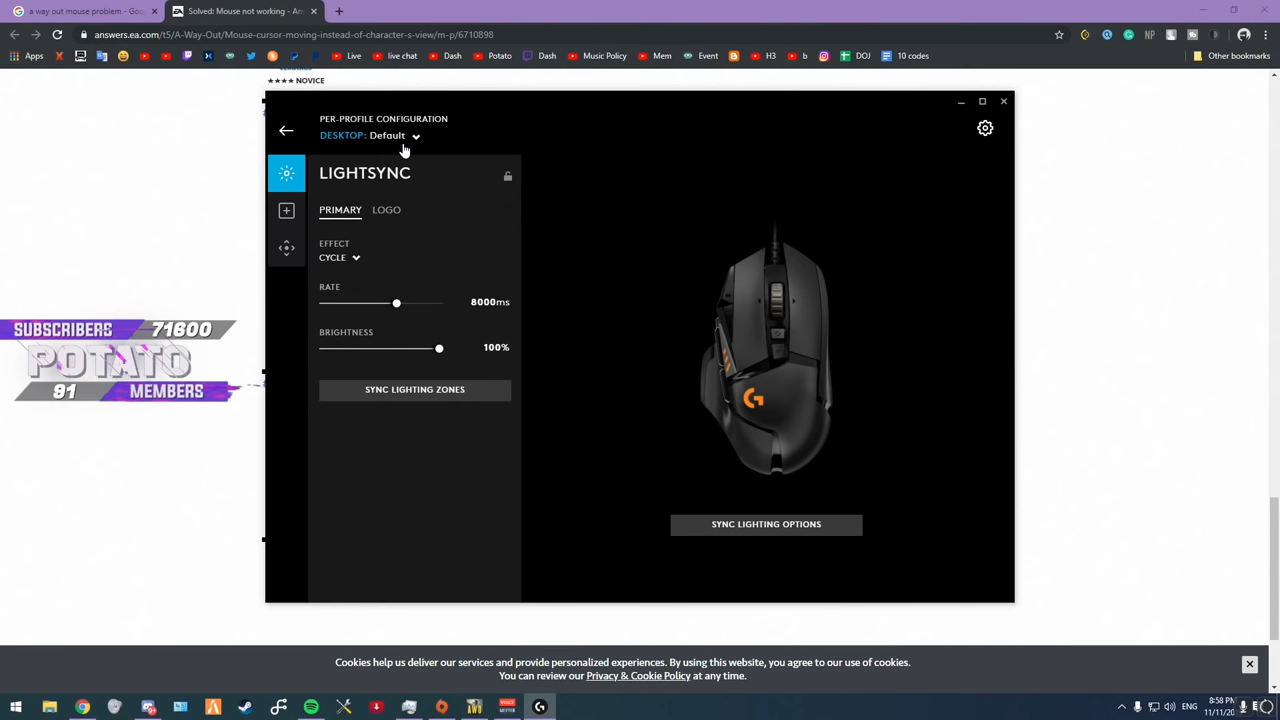 a way out mouse problem - Goo
Solved: Mouse not working - EA
answers.ea.com/t5/A-Way-Out/Mouse-cursor-moving-instead-of-character-s-view/m-p/6710898
Apps
Live
live chat
Dash
Potato
Dash
Music Policy
Mem
Event
H3
b
DOJ
10 codes
Other bookmarks
★★★★ NOVICE
PER-PROFILE CONFIGURATION
DESKTOP: Default
LIGHTSYNC
PRIMARY LOGO
EFFECT
CYCLE
RATE
8000ms
BRIGHTNESS
100%
SYNC LIGHTING ZONES
SYNC LIGHTING OPTIONS
SUBSCRIBERS 71600
POTATO
91 MEMBERS
Cookies help us deliver our services and provide personalized experiences. By using this website, you agree to our use of cookies.
You can review our Privacy & Cookie Policy at any time.
ENG
8:58 PM
11/11/20